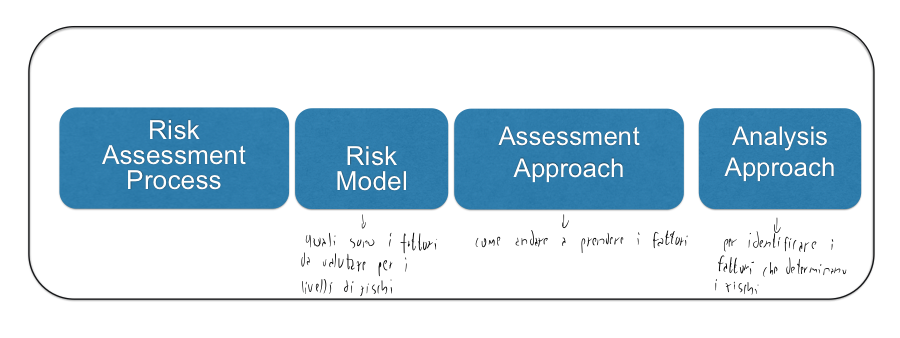 Risk
Assessment
Process
Risk
Model
Assessment
Approach
Analysis
Approach
quali sono i fattori
da valutare per i
livelli di rischi
come andare a prendere i fattori
per identificare i
fattori che determinano
i rischi